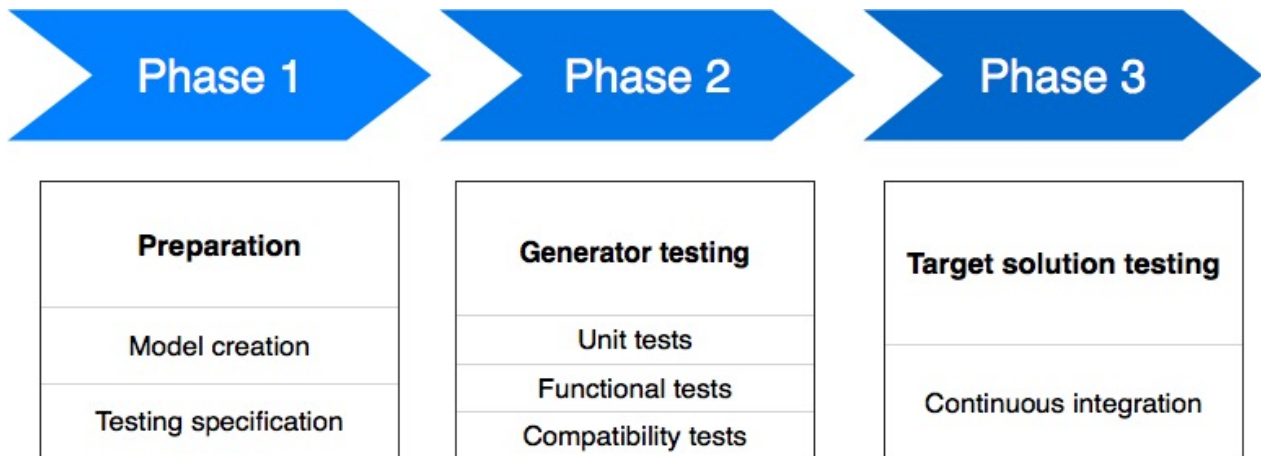 Phase 1
Phase 2
Phase 3
Preparation
Model creation
Testing specification
Generator testing
Unit tests
Functional tests
Compatibility tests
Target solution testing
Continuous integration